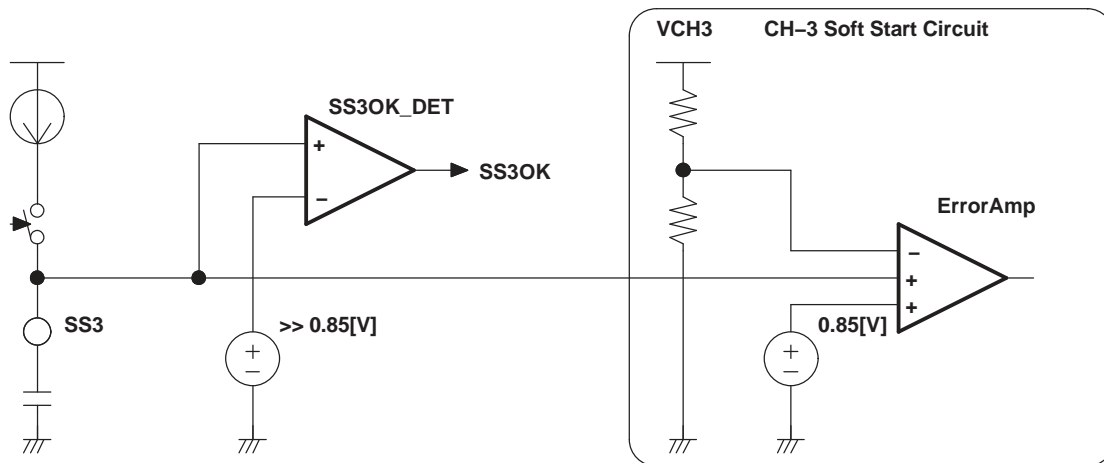 VCH3 CH–3 Soft Start Circuit
SS3OK_DET
+
SS3OK
–
ErrorAmp
–
+
+
SS3
>> 0.85[V]
0.85[V]
+
–
+
–